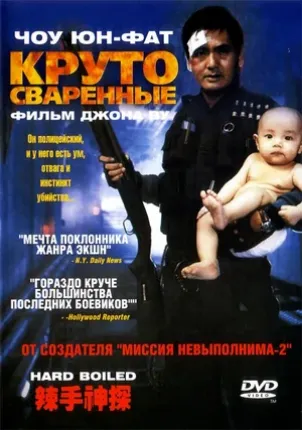 ЧОУ ЮН-ФАТ
КРУТО
СВАРЕННЫЕ
ФИЛЬМ ДЖОНА ВУ
Он полицейский,
и у него есть ум,
отвага и
инстинкт
убийства...
"МЕЧТА ПОКЛОННИКА
ЖАНРА ЭКШН"
-N.Y. Daily News
"ГОРАЗДО КРУЧЕ
БОЛЬШИНСТВА
ПОСЛЕДНИХ БОЕВИКОВ"
--Hollywood Reporter
ОТ СОЗДАТЕЛЯ "МИССИЯ НЕВЫПОЛНИМА-2"
HARD BOILED
辣手神探
DVD
VIDEO
TM